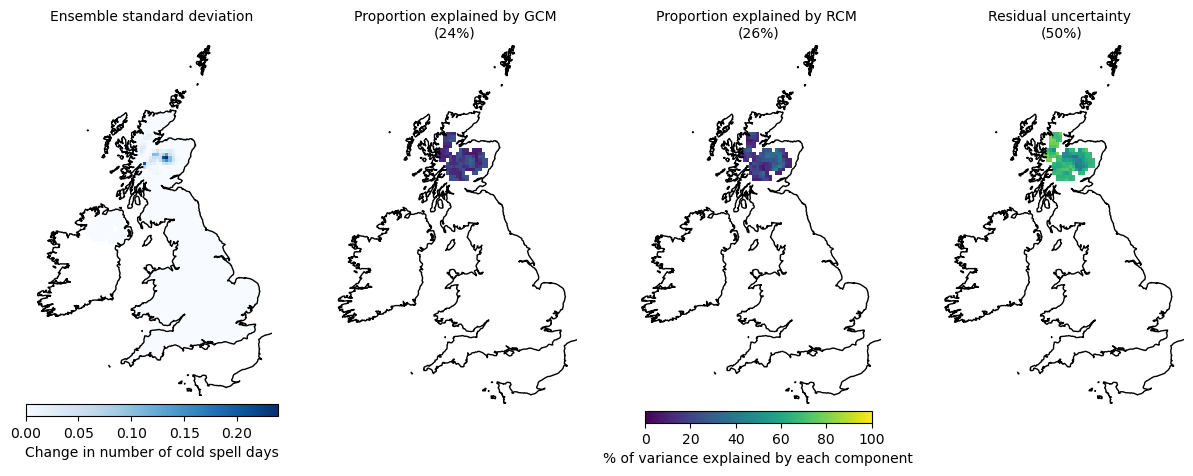 Ensemble standard deviation
Proportion explained by GCM
(24%)
Proportion explained by RCM
(26%)
Residual uncertainty
(50%)
0.00 0.05 0.10 0.15 0.20
Change in number of cold spell days
0 20 40 60 80 100
% of variance explained by each component